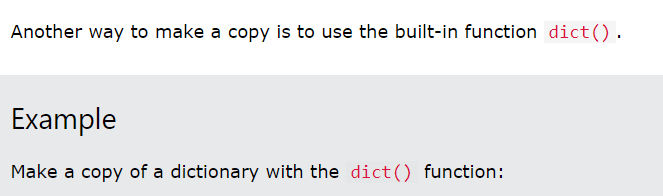 Another way to make a copy is to use the built-in function dict().
Example
Make a copy of a dictionary with the dict() function: